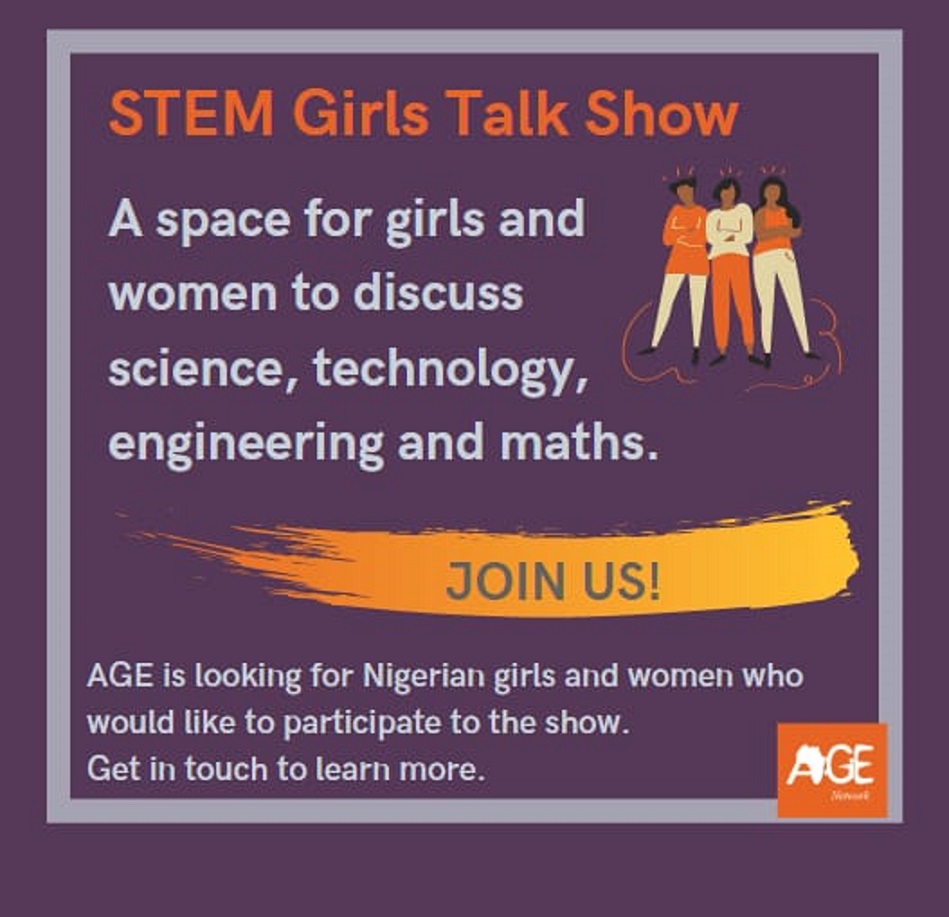 STEM Girls Talk Show
A space for girls and
women to discuss
science, technology,
engineering and maths.
JOIN US!
AGE is looking for Nigerian girls and women who
would like to participate to the show.
Get in touch to learn more.
AGE
Network